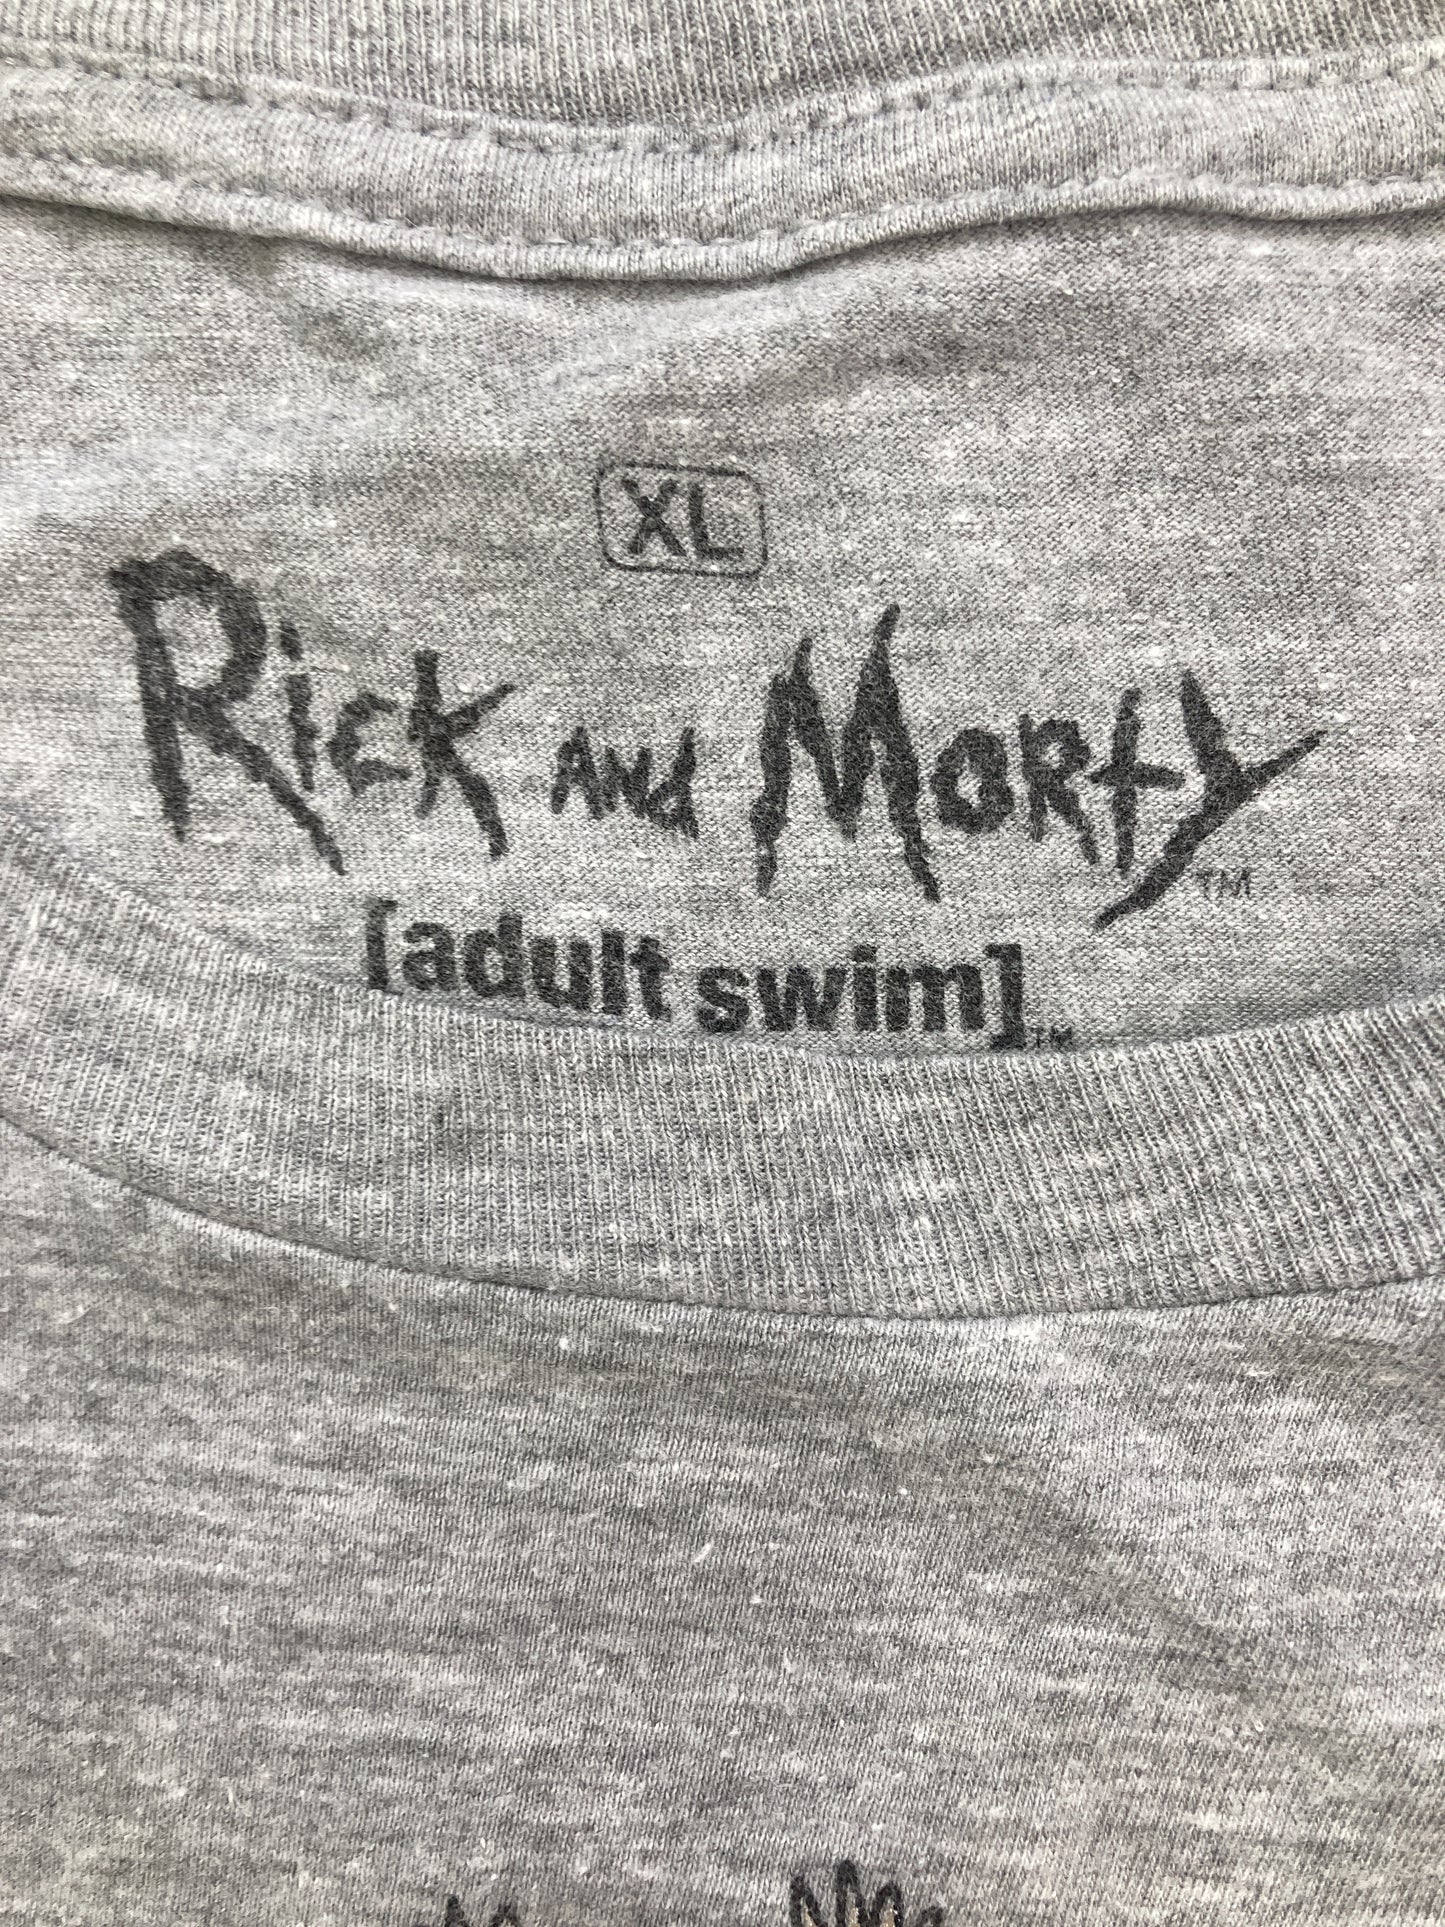 XL
Rick and Morty™
[adult swim]™